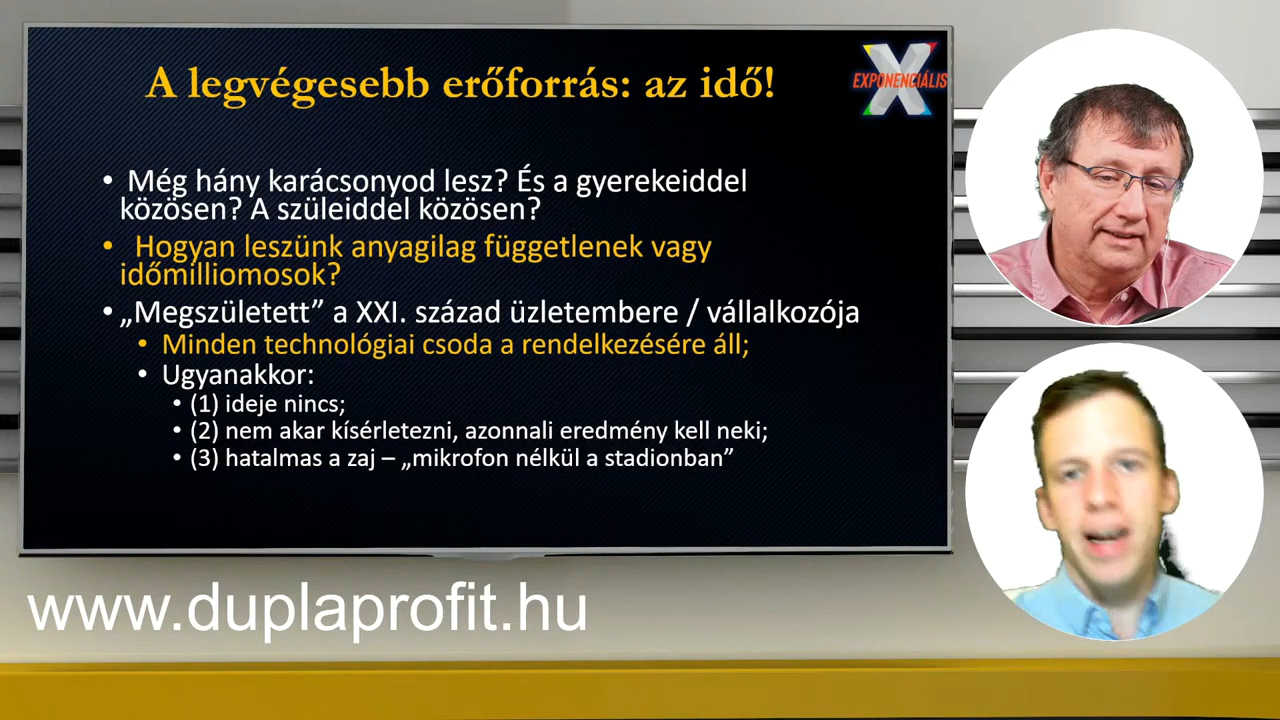 A legvégesebb erőforrás: az idő!
EXPONENCIÁLIS
X
• Még hány karácsonyod lesz? És a gyerekeiddel
közösen? A szüleiddel közösen?
• Hogyan leszünk anyagilag függetlenek vagy
időmilliomosok?
• „Megszületett” a XXI. század üzletembere / vállalkozója
• Minden technológiai csoda a rendelkezésére áll;
• Ugyanakkor:
• (1) ideje nincs;
• (2) nem akar kísérletezni, azonnali eredmény kell neki;
• (3) hatalmas a zaj – „mikrofon nélkül a stadionban”
www.duplaprofit.hu